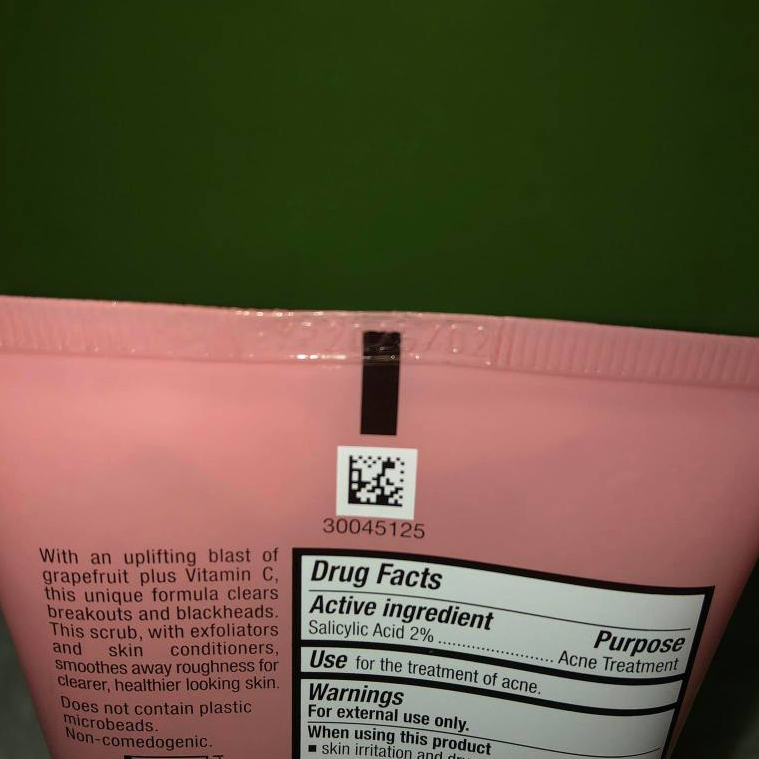 30045125
With an uplifting blast of
grapefruit plus Vitamin C,
this unique formula clears
breakouts and blackheads.
This scrub, with exfoliators
and skin conditioners,
smoothes away roughness for
clearer, healthier looking skin.
Does not contain plastic
microbeads.
Non-comedogenic.
Drug Facts
Active ingredient Purpose
Salicylic Acid 2% ........................ Acne Treatment
Use for the treatment of acne.
Warnings
For external use only.
When using this product
■ skin irritation and